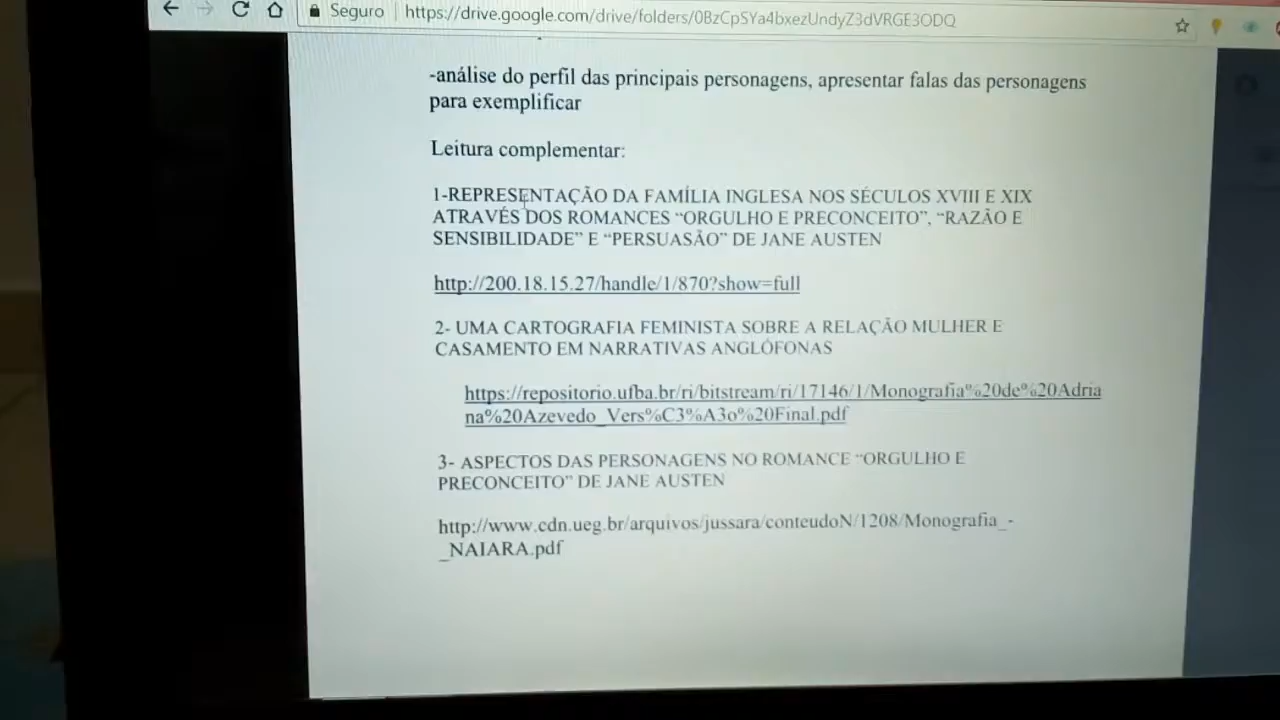 Seguro https://drive.google.com/drive/folders/0BzCpSYa4bxezUndyZ3dVRGE3ODQ
-análise do perfil das principais personagens, apresentar falas das personagens
para exemplificar
Leitura complementar:
1-REPRESENTAÇÃO DA FAMÍLIA INGLESA NOS SÉCULOS XVIII E XIX
ATRAVÉS DOS ROMANCES “ORGULHO E PRECONCEITO”, “RAZÃO E
SENSIBILIDADE” E “PERSUASÃO” DE JANE AUSTEN
http://200.18.15.27/handle/1/870?show=full
2- UMA CARTOGRAFIA FEMINISTA SOBRE A RELAÇÃO MULHER E
CASAMENTO EM NARRATIVAS ANGLÓFONAS
https://repositorio.ufba.br/ri/bitstream/ri/17146/1/Monografia%20de%20Adria
na%20Azevedo_Vers%C3%A3o%20Final.pdf
3- ASPECTOS DAS PERSONAGENS NO ROMANCE “ORGULHO E
PRECONCEITO” DE JANE AUSTEN
http://www.cdn.ueg.br/arquivos/jussara/conteudoN/1208/Monografia_-
_NAIARA.pdf